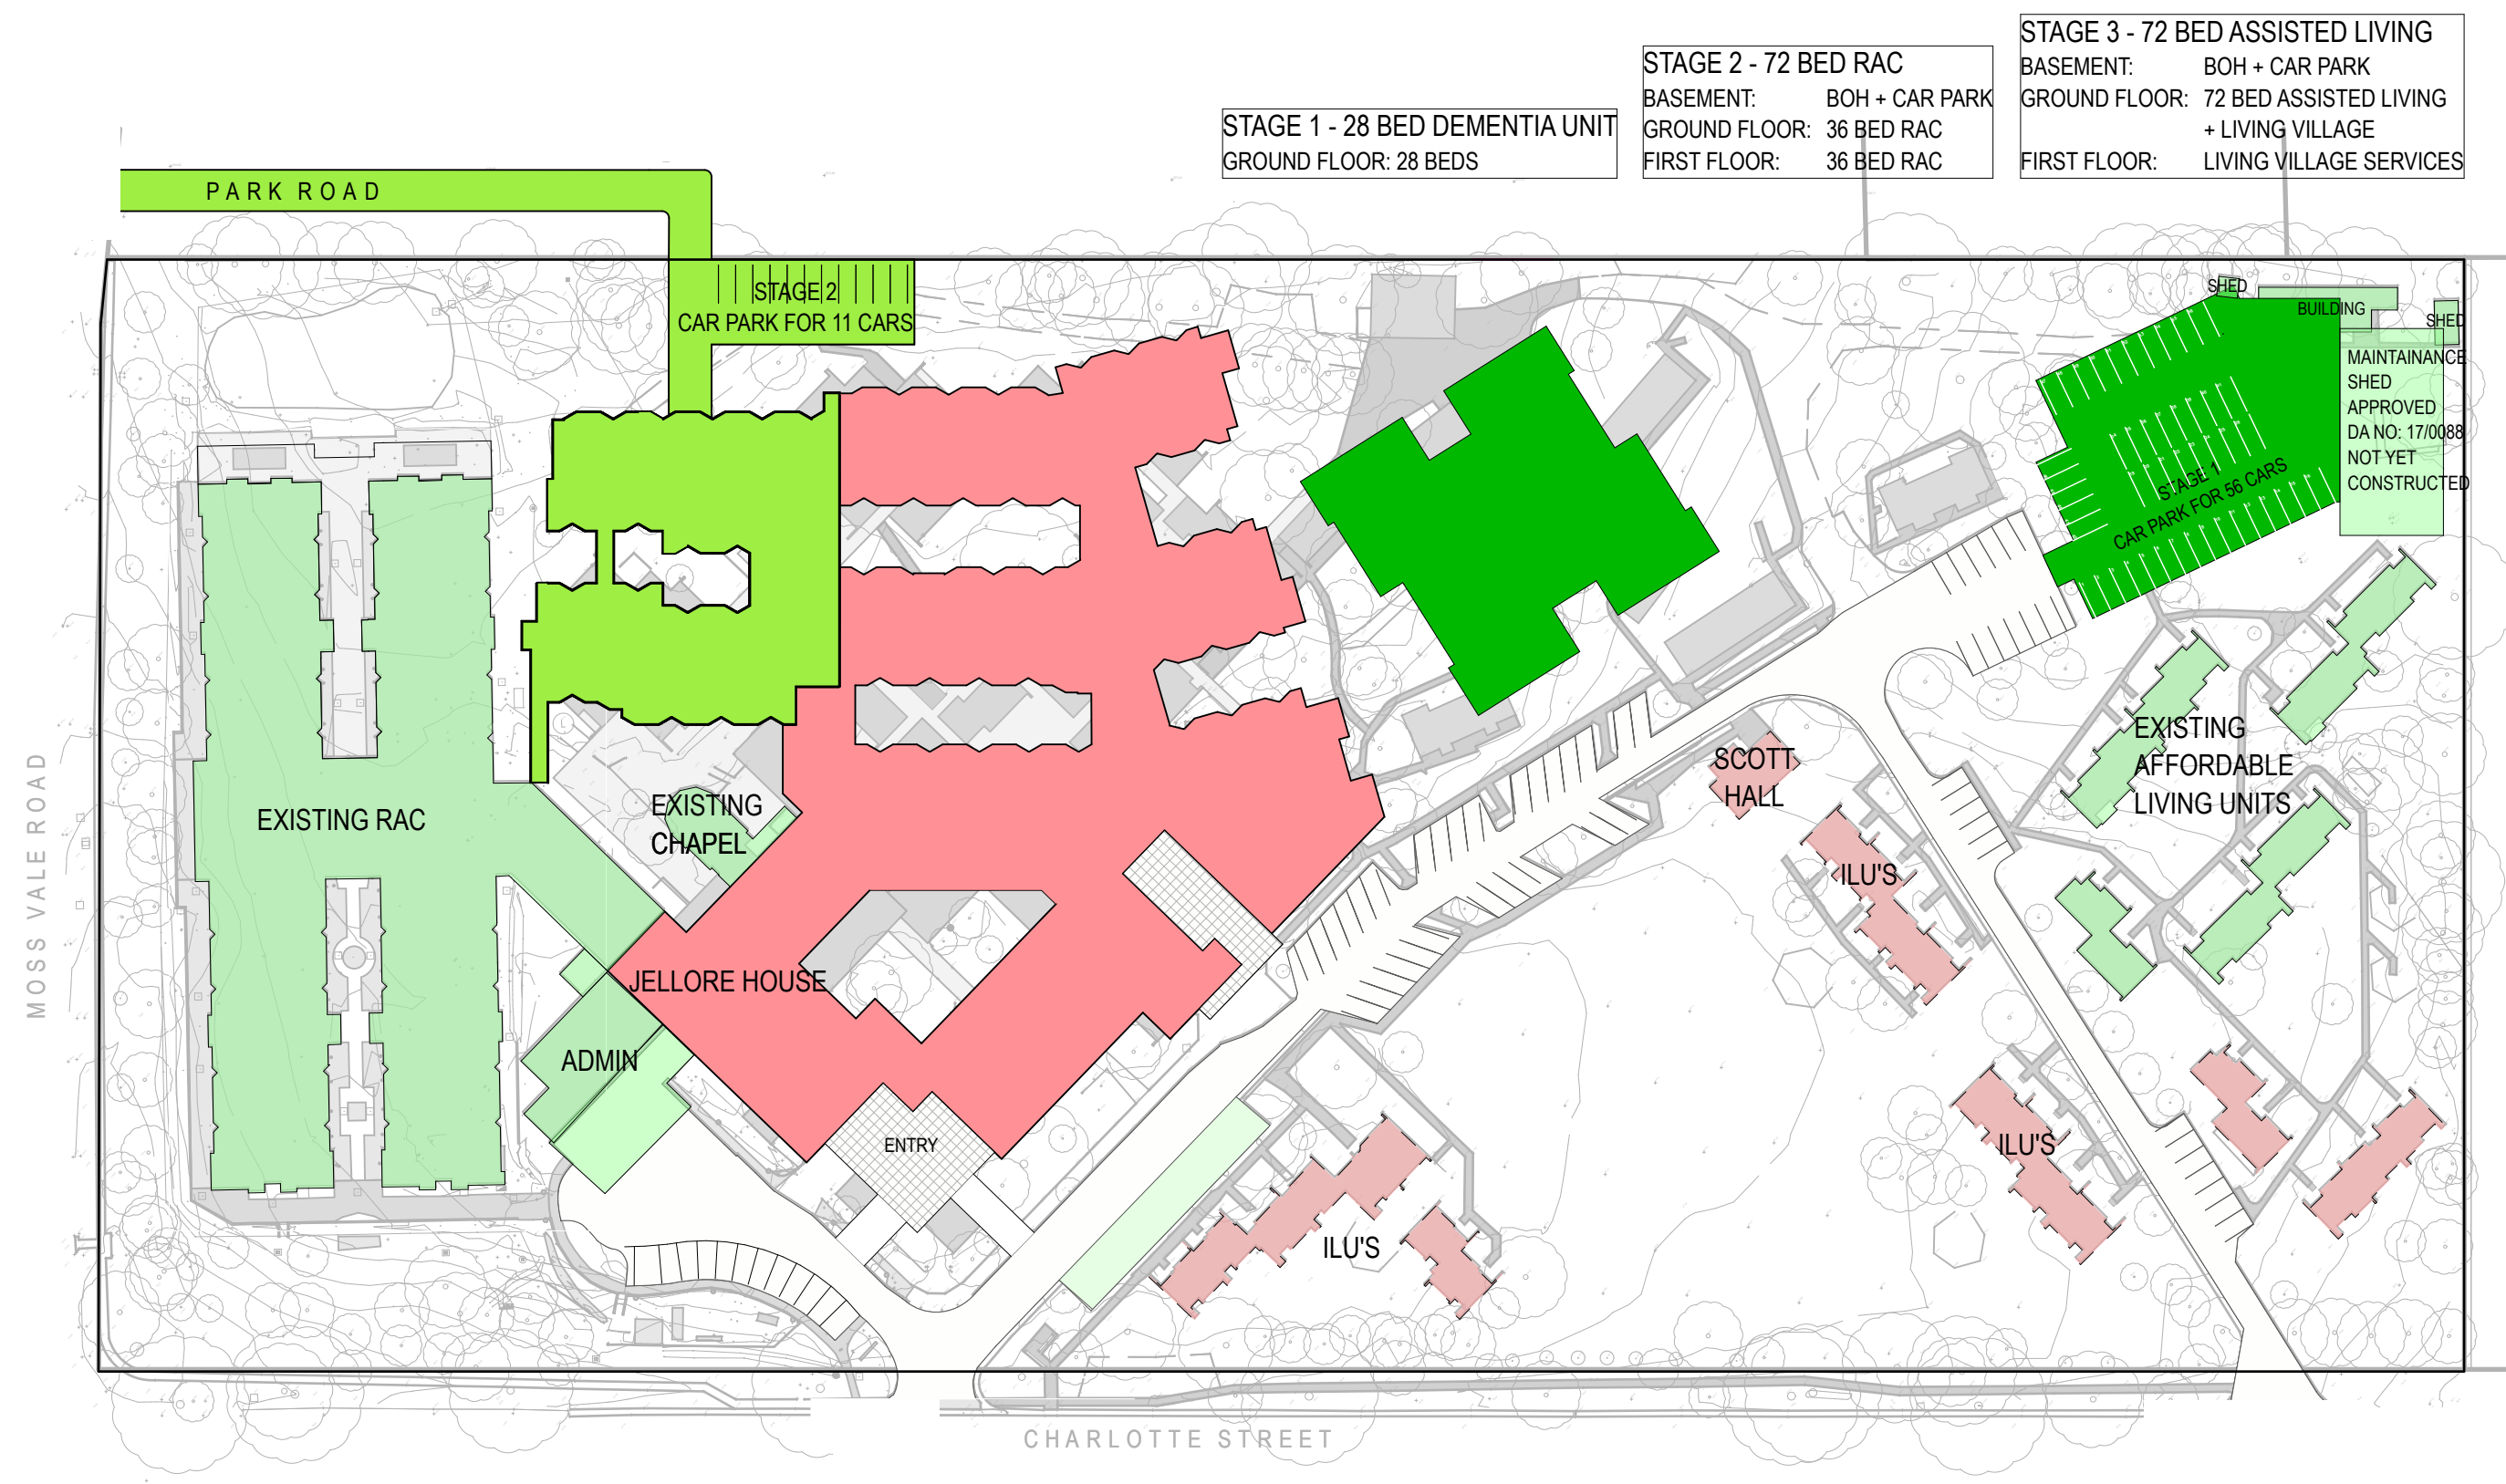 STAGE 3 - 72 BED ASSISTED LIVING
BASEMENT: BOH + CAR PARK
GROUND FLOOR: 72 BED ASSISTED LIVING
+ LIVING VILLAGE
FIRST FLOOR: LIVING VILLAGE SERVICES
STAGE 2 - 72 BED RAC
BASEMENT: BOH + CAR PARK
GROUND FLOOR: 36 BED RAC
FIRST FLOOR: 36 BED RAC
STAGE 1 - 28 BED DEMENTIA UNIT
GROUND FLOOR: 28 BEDS
PARK ROAD
STAGE 2
CAR PARK FOR 11 CARS
SHED
BUILDING
SHED
MAINTAINANCE
SHED
APPROVED
DA NO: 17/0088
NOT YET
CONSTRUCTED
STAGE 1
CAR PARK FOR 56 CARS
EXISTING
AFFORDABLE
LIVING UNITS
SCOTT
HALL
EXISTING RAC
EXISTING
CHAPEL
MOSS VALE ROAD
ILU'S
JELLORE HOUSE
ADMIN
ENTRY
ILU'S
ILU'S
CHARLOTTE STREET